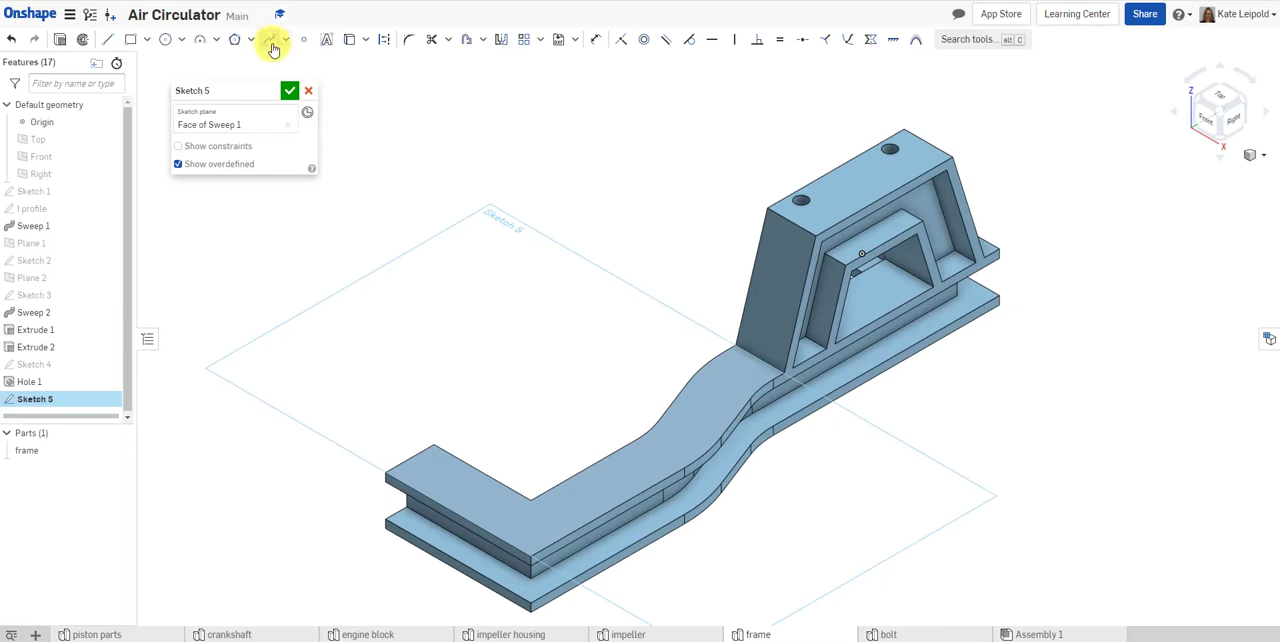 Onshape Air Circulator Main App Store Learning Center Share Kate Leipold
Search tools... alt C
Features (17)
Filter by name or type
Default geometry
Origin
Top
Front
Right
Sketch 1
I profile
Sweep 1
Plane 1
Sketch 2
Plane 2
Sketch 3
Sweep 2
Extrude 1
Extrude 2
Sketch 4
Hole 1
Sketch 5
Parts (1)
frame
Sketch 5
Sketch plane
Face of Sweep 1
Show constraints
Show overdefined
Sketch 5
Z
Top
Front
Right
X
piston parts crankshaft engine block impeller housing impeller frame bolt Assembly 1